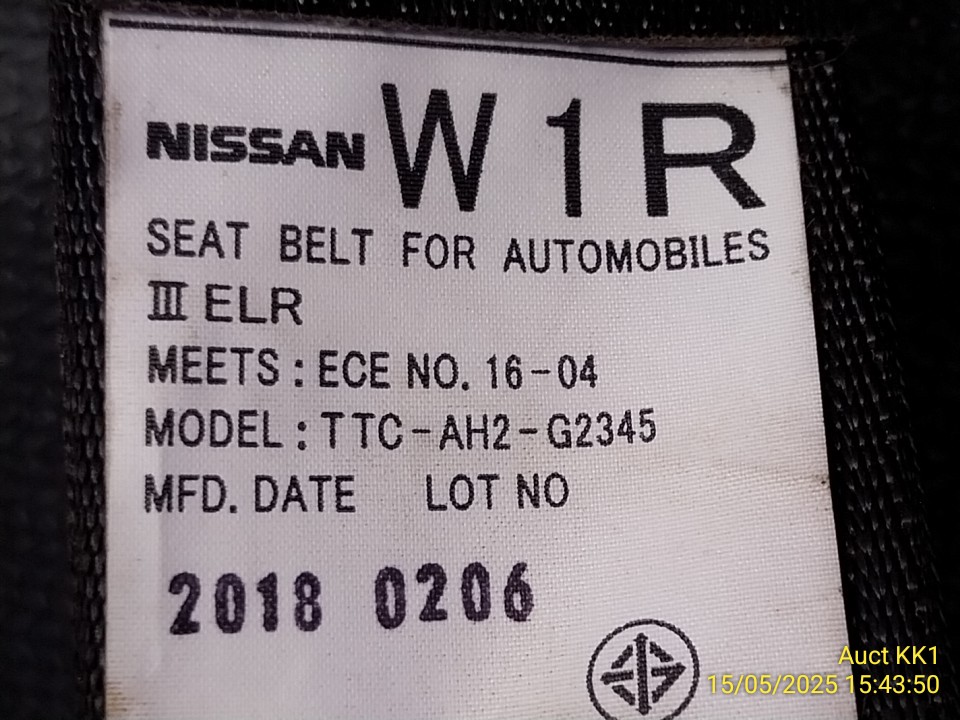 NISSAN W 1 R
SEAT BELT FOR AUTOMOBILES
Ⅲ ELR
MEETS : ECE NO. 16-04
MODEL : TTC-AH2-G2345
MFD. DATE LOT NO
2018 0206
Auct KK1
15/05/2025 15:43:50